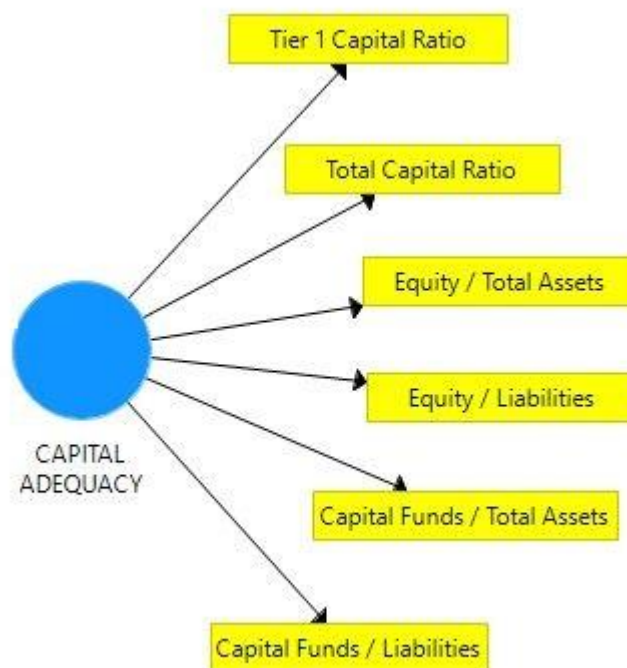 Tier 1 Capital Ratio
Total Capital Ratio
Equity / Total Assets
Equity / Liabilities
CAPITAL
ADEQUACY
Capital Funds / Total Assets
Capital Funds / Liabilities